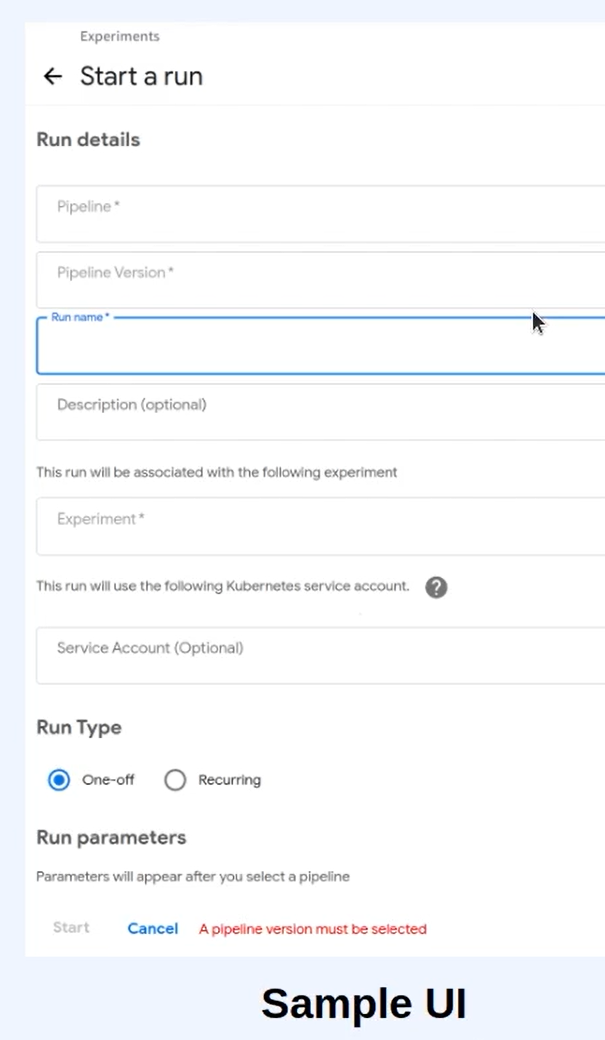 Experiments
Start a run
Run details
Pipeline *
Pipeline Version *
Run name *
Description (optional)
This run will be associated with the following experiment
Experiment *
This run will use the following Kubernetes service account. ?
Service Account (Optional)
Run Type
One-off Recurring
Run parameters
Parameters will appear after you select a pipeline
Start Cancel A pipeline version must be selected
Sample UI